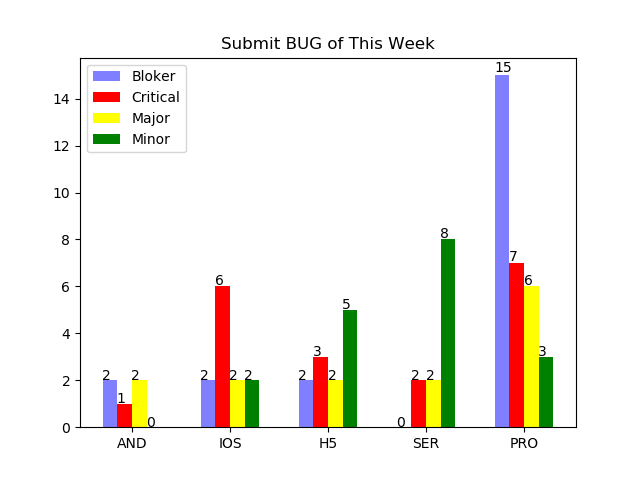 Submit BUG of This Week
Bloker
Critical
Major
Minor
14
12
10
8
6
4
2
0
2 1 2 0
2 6 2 2
2 3 2 5
0 2 2 8
15 7 6 3
AND IOS H5 SER PRO